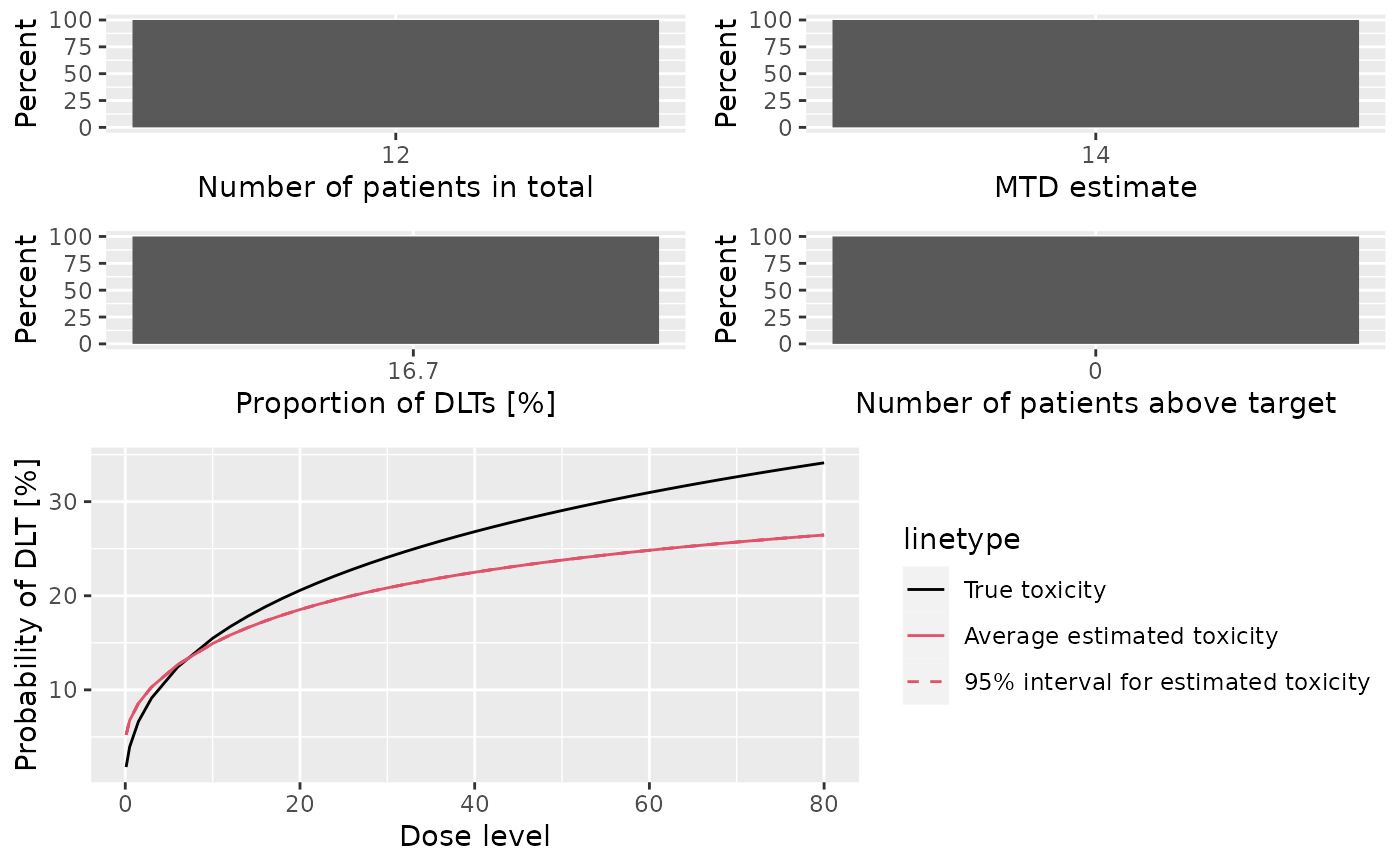 Percent
100
75
50
25
0
12
Number of patients in total
Percent
100
75
50
25
0
14
MTD estimate
Percent
100
75
50
25
0
16.7
Proportion of DLTs [%]
Percent
100
75
50
25
0
0
Number of patients above target
Probability of DLT [%]
30
20
10
0 20 40 60 80
Dose level
linetype
True toxicity
Average estimated toxicity
95% interval for estimated toxicity